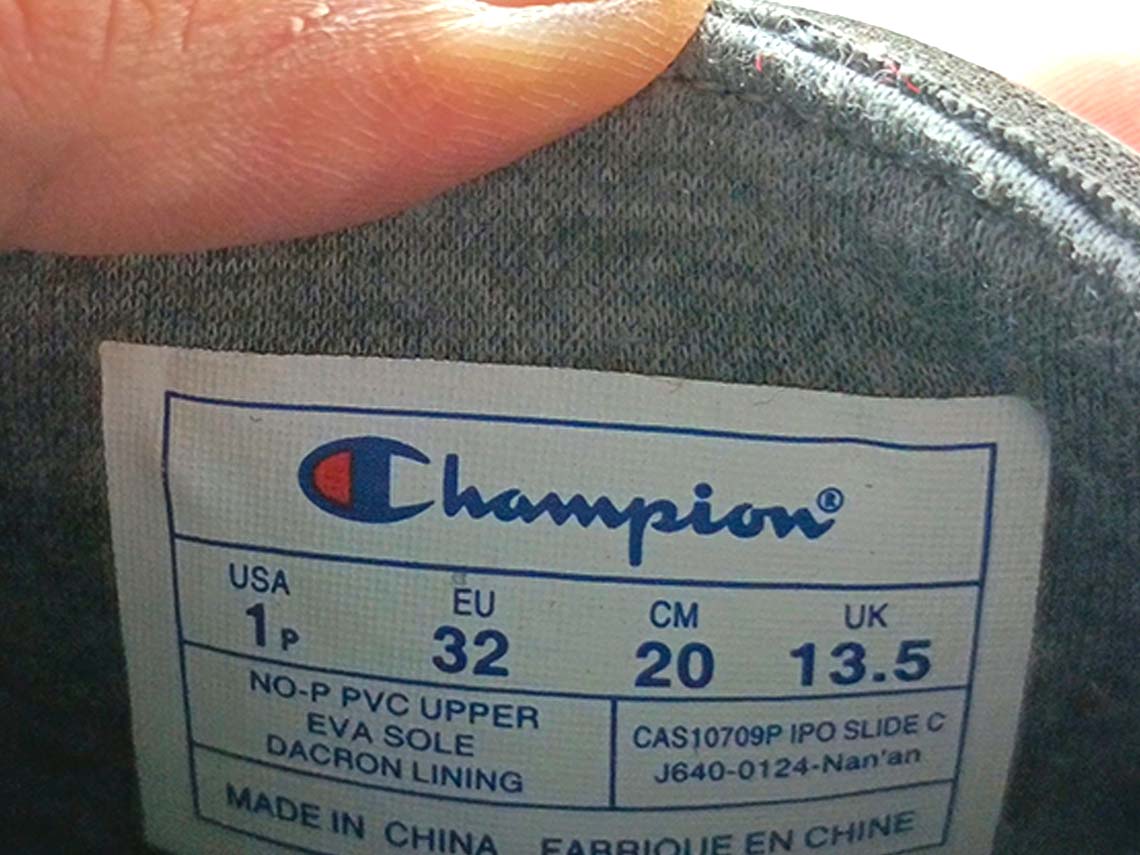 Champion®
USA EU CM UK
1P 32 20 13.5
NO-P PVC UPPER
EVA SOLE
DACRON LINING
CAS10709P IPO SLIDE C
J640-0124-Nan'an
MADE IN CHINA FABRIQUE EN CHINE